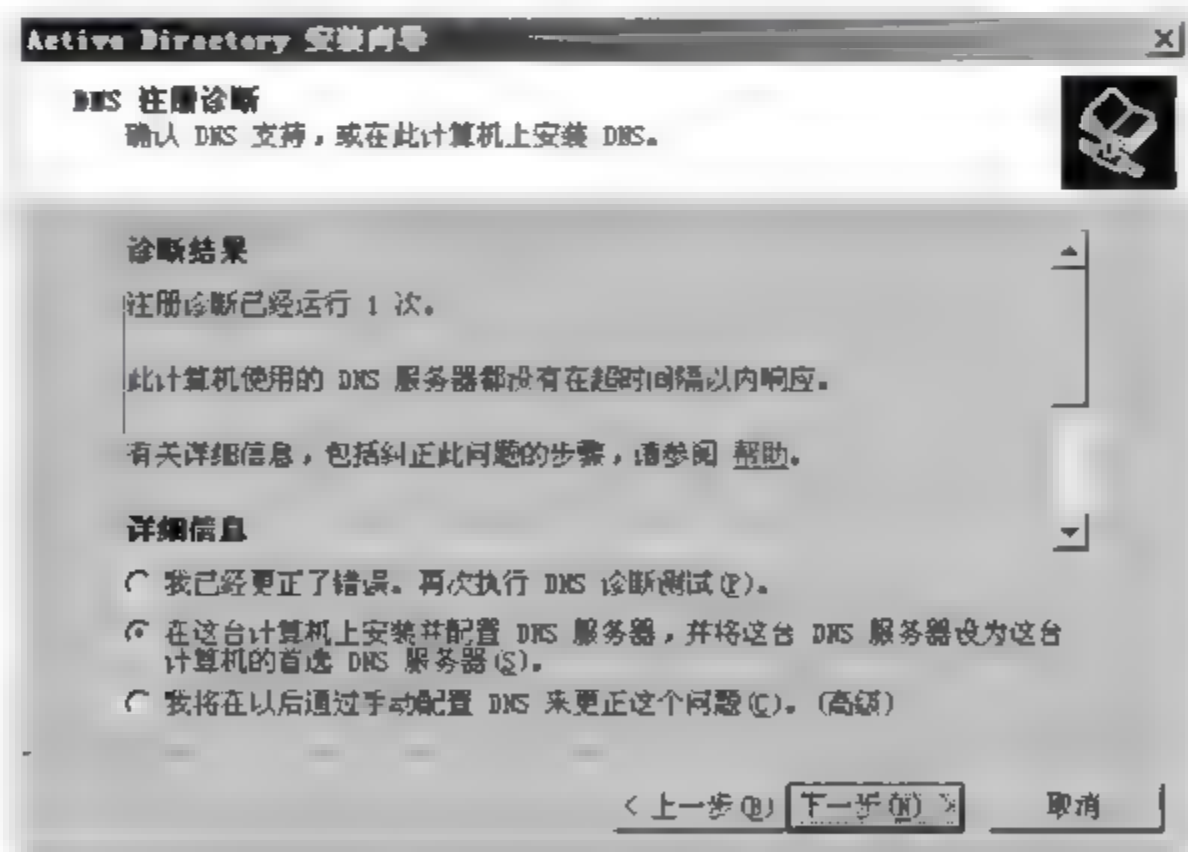 Active Directory 安装向导
DNS 注册诊断
确认 DNS 支持，或在此计算机上安装 DNS。
诊断结果
注册诊断已经运行 1 次。
此计算机使用的 DNS 服务器都没有在超时间隔以内响应。
有关详细信息，包括纠正此问题的步骤，请参阅 帮助。
详细信息
我已经更正了错误。再次执行 DNS 诊断测试(P)。
在这台计算机上安装并配置 DNS 服务器，并将这台 DNS 服务器设为这台
计算机的首选 DNS 服务器(S)。
我将在以后通过手动配置 DNS 来更正这个问题(C)。(高级)
< 上一步(B) 下一步(N) > 取消